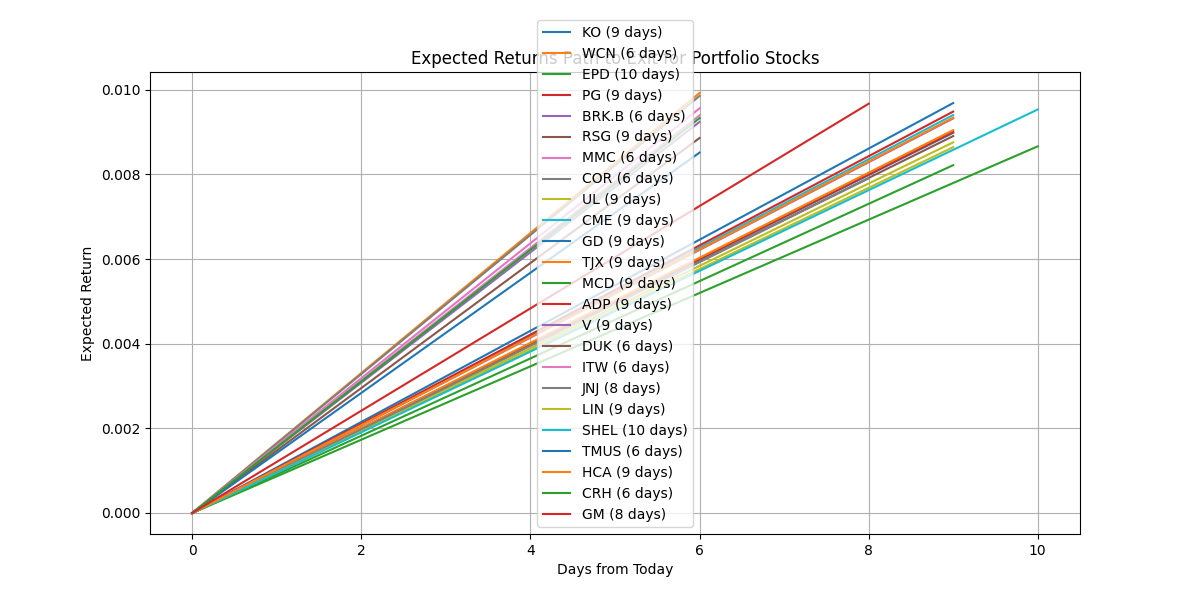 Expected Returns Path to Exit for Portfolio Stocks
KO (9 days)
WCN (6 days)
EPD (10 days)
PG (9 days)
BRK.B (6 days)
RSG (9 days)
MMC (6 days)
COR (6 days)
UL (9 days)
CME (9 days)
GD (9 days)
TJX (9 days)
MCD (9 days)
ADP (9 days)
V (9 days)
DUK (6 days)
ITW (6 days)
JNJ (8 days)
LIN (9 days)
SHEL (10 days)
TMUS (6 days)
HCA (9 days)
CRH (6 days)
GM (8 days)
Expected Return
0.010
0.008
0.006
0.004
0.002
0.000
0 2 4 6 8 10
Days from Today